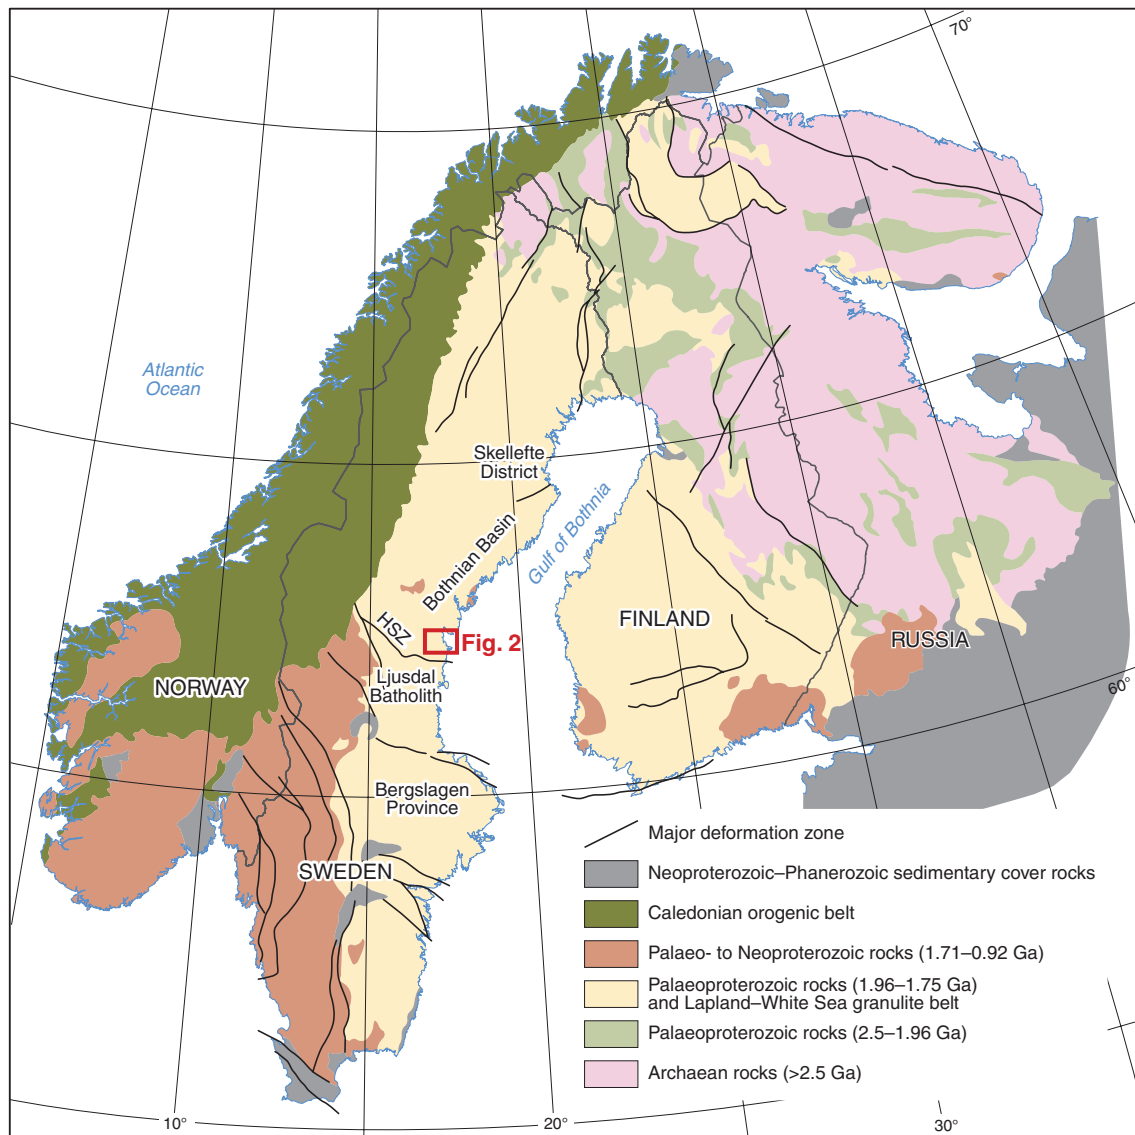 70°
Atlantic
Ocean
Skellefte
District
Bothnian Basin
Gulf of Bothnia
HSZ
Fig. 2
FINLAND
RUSSIA
Ljusdal
Batholith
NORWAY
60°
Bergslagen
Province
SWEDEN
Major deformation zone
Neoproterozoic–Phanerozoic sedimentary cover rocks
Caledonian orogenic belt
Palaeo- to Neoproterozoic rocks (1.71–0.92 Ga)
Palaeoproterozoic rocks (1.96–1.75 Ga)
and Lapland–White Sea granulite belt
Palaeoproterozoic rocks (2.5–1.96 Ga)
Archaean rocks (>2.5 Ga)
10°
20°
30°